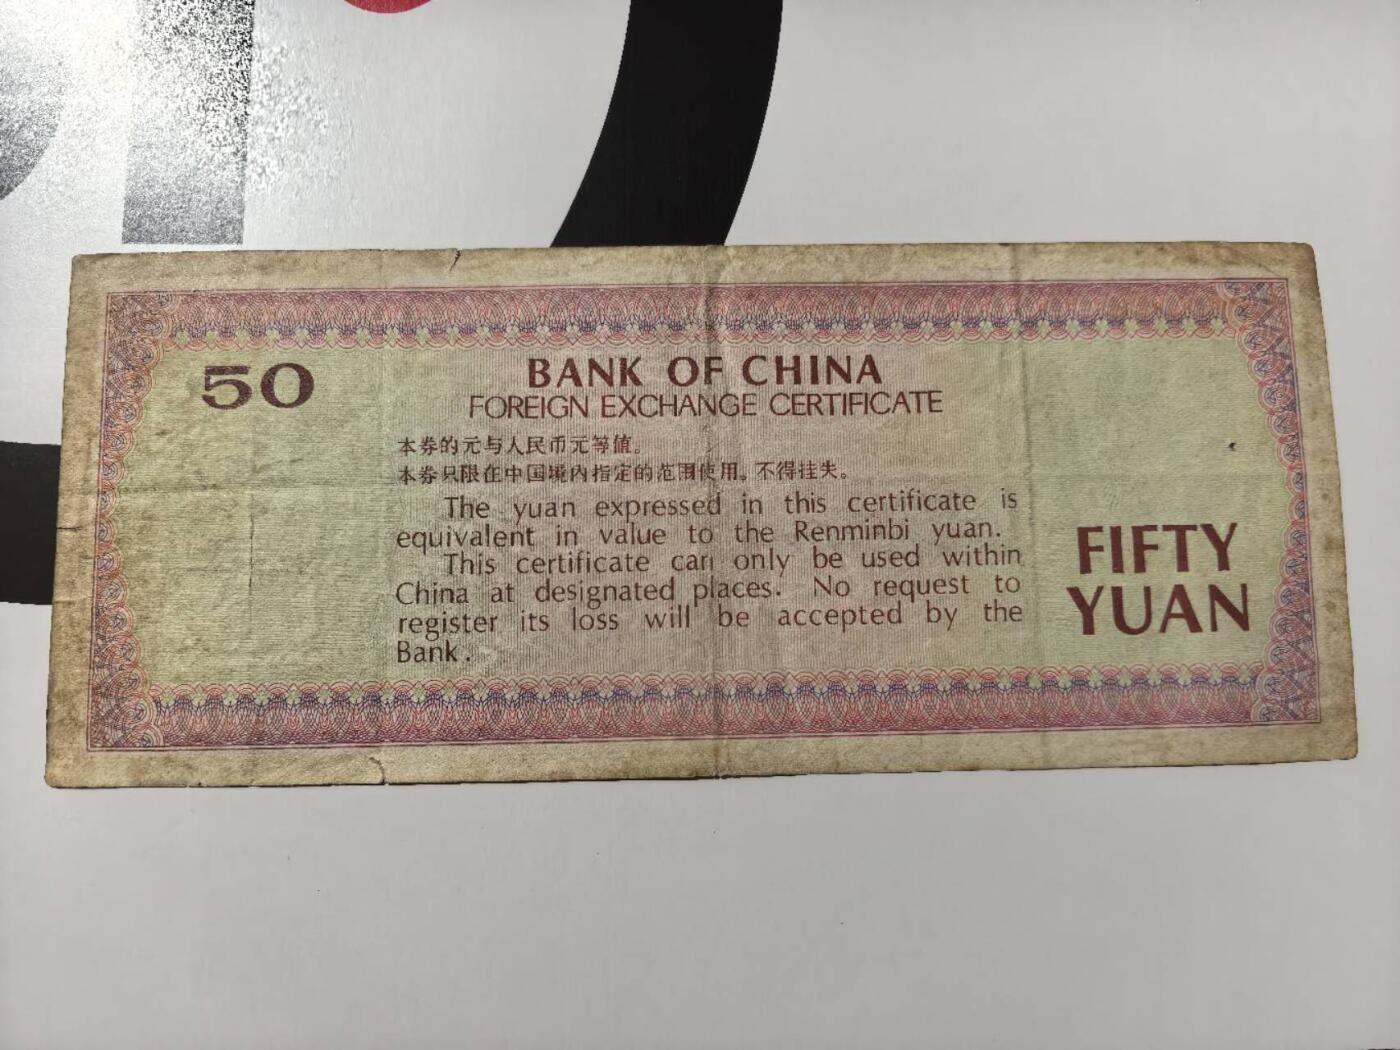 50
BANK OF CHINA
FOREIGN EXCHANGE CERTIFICATE
本券的元与人民币元等值。
本券只限在中国境内指定的范围使用。不得挂失。
The yuan expressed in this certificate is
equivalent in value to the Renminbi yuan.
This certificate can only be used within
China at designated places. No request to
register its loss will be accepted by the
Bank.
FIFTY
YUAN